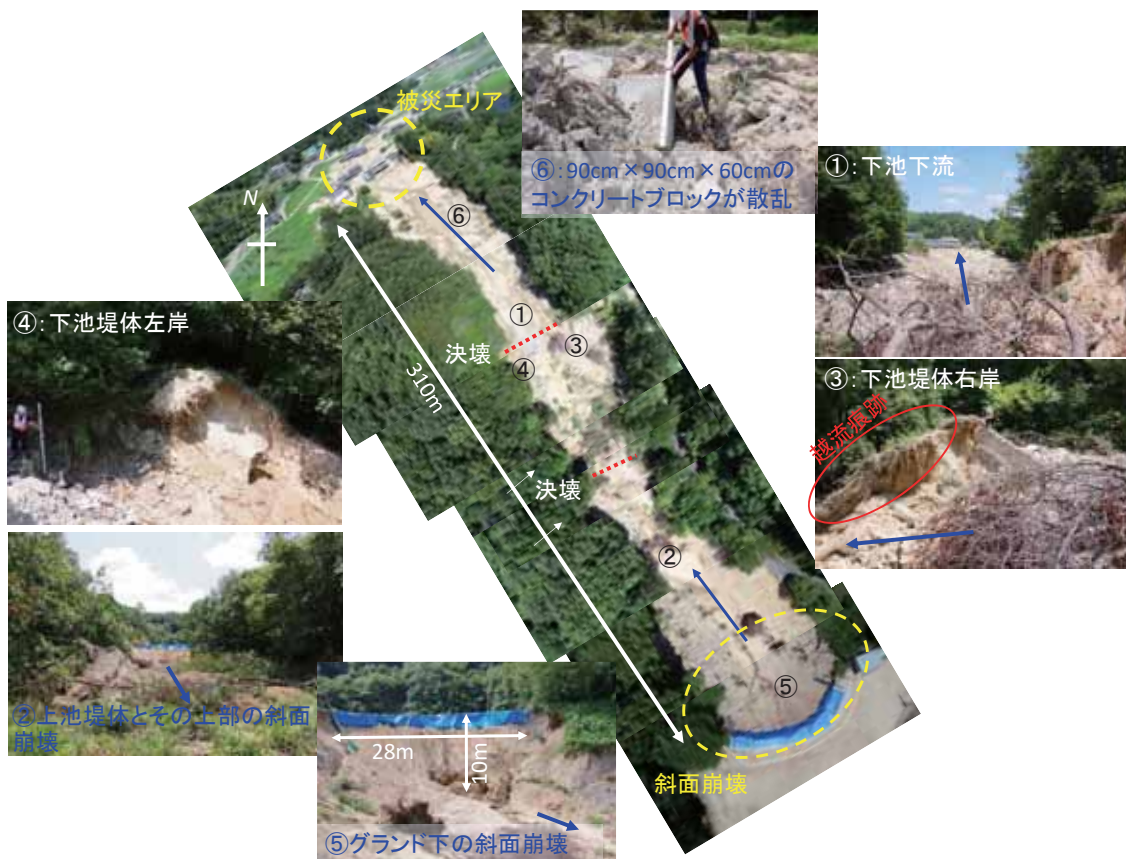 被災エリア
N
⑥
①
③
決壊
④
310m
決壊
②
⑤
斜面崩壊
⑥：90cm×90cm×60cmの
コンクリートブロックが散乱
①：下池下流
③：下池堤体右岸
越流痕跡
④：下池堤体左岸
②上池堤体とその上部の斜面
崩壊
28m
10m
⑤グランド下の斜面崩壊